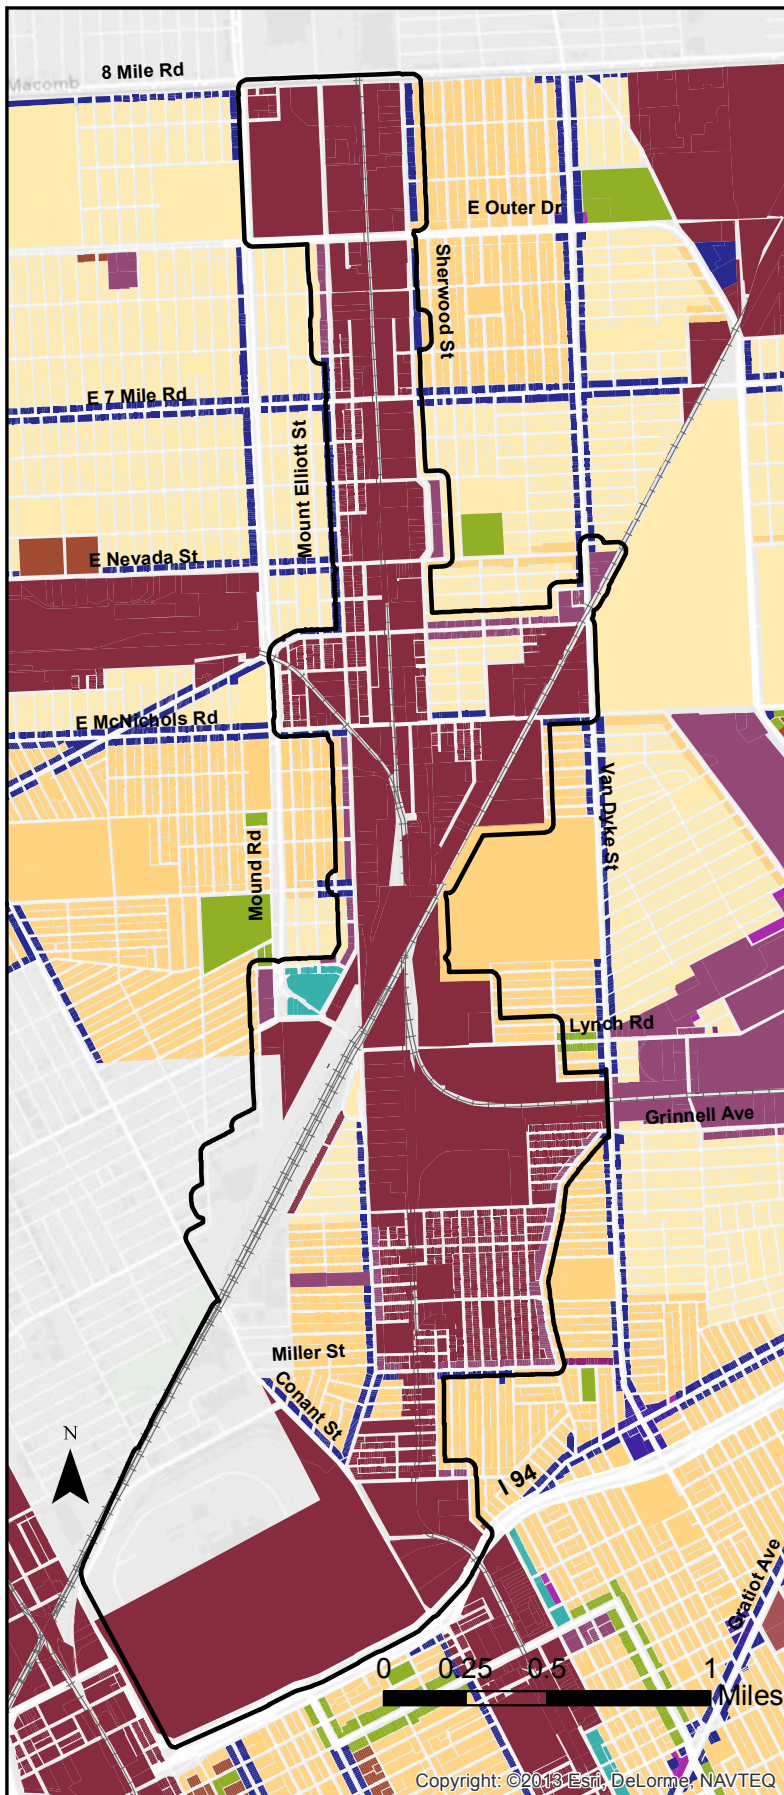 8 Mile Rd
Macomb
E Outer Dr
Sherwood St
E 7 Mile Rd
Mount Elliott St
E Nevada St
E McNichols Rd
Van Dyke St
Mound Rd
Lynch Rd
Grinnell Ave
Miller St
Conant St
N
I 94
Gratiot Ave
0 0.25 0.5 1
Miles
Copyright: ©2013 Esri, DeLorme, NAVTEQ